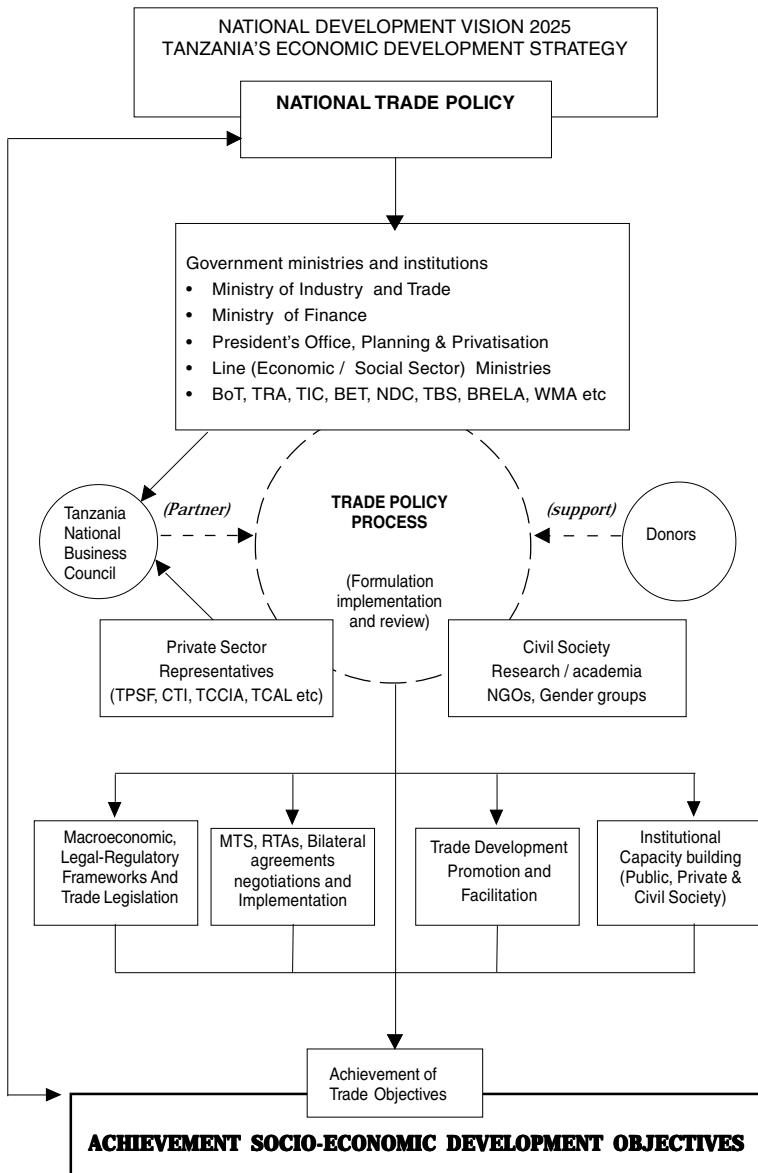 NATIONAL DEVELOPMENT VISION 2025
TANZANIA'S ECONOMIC DEVELOPMENT STRATEGY
NATIONAL TRADE POLICY
Government ministries and institutions
• Ministry of Industry and Trade
• Ministry of Finance
• President's Office, Planning & Privatisation
• Line (Economic / Social Sector) Ministries
• BoT, TRA, TIC, BET, NDC, TBS, BRELA, WMA etc
Tanzania
National
Business
Council
(Partner)
TRADE POLICY
PROCESS
(Formulation
implementation
and review)
(support)
Donors
Private Sector
Representatives
(TPSF, CTI, TCCIA, TCAL etc)
Civil Society
Research / academia
NGOs, Gender groups
Macroeconomic,
Legal-Regulatory
Frameworks And
Trade Legislation
MTS, RTAs, Bilateral
agreements
negotiations and
Implementation
Trade Development
Promotion and
Facilitation
Institutional
Capacity building
(Public, Private &
Civil Society)
Achievement of
Trade Objectives
ACHIEVEMENT SOCIO-ECONOMIC DEVELOPMENT OBJECTIVES